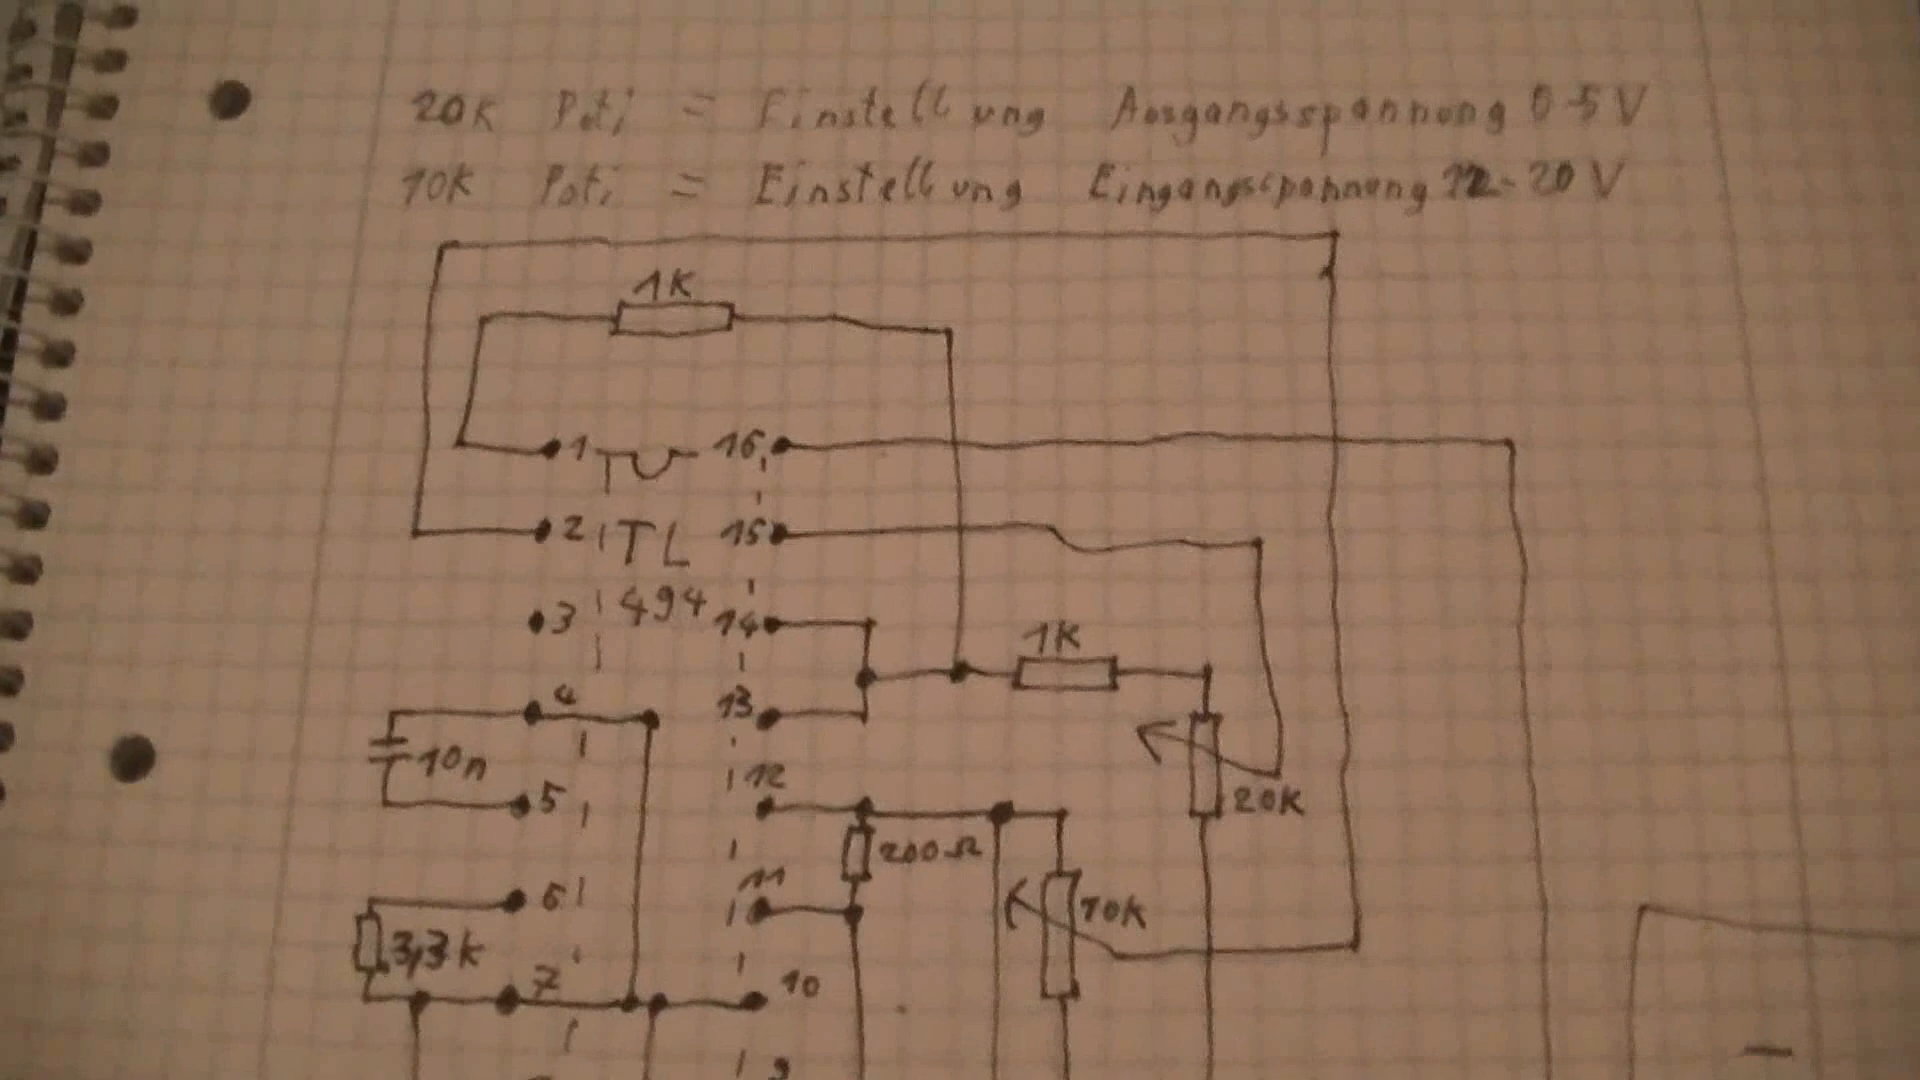 20K Poti = Einstellung Ausgangsspannung 0-5V
10K Poti = Einstellung Eingangsspannung 12-20V
1K
1 16
2 TL 15
3 494 14
1K
4 13
10n
12
5
20K
200Ω
11
6
10K
3,3k
7 10
9